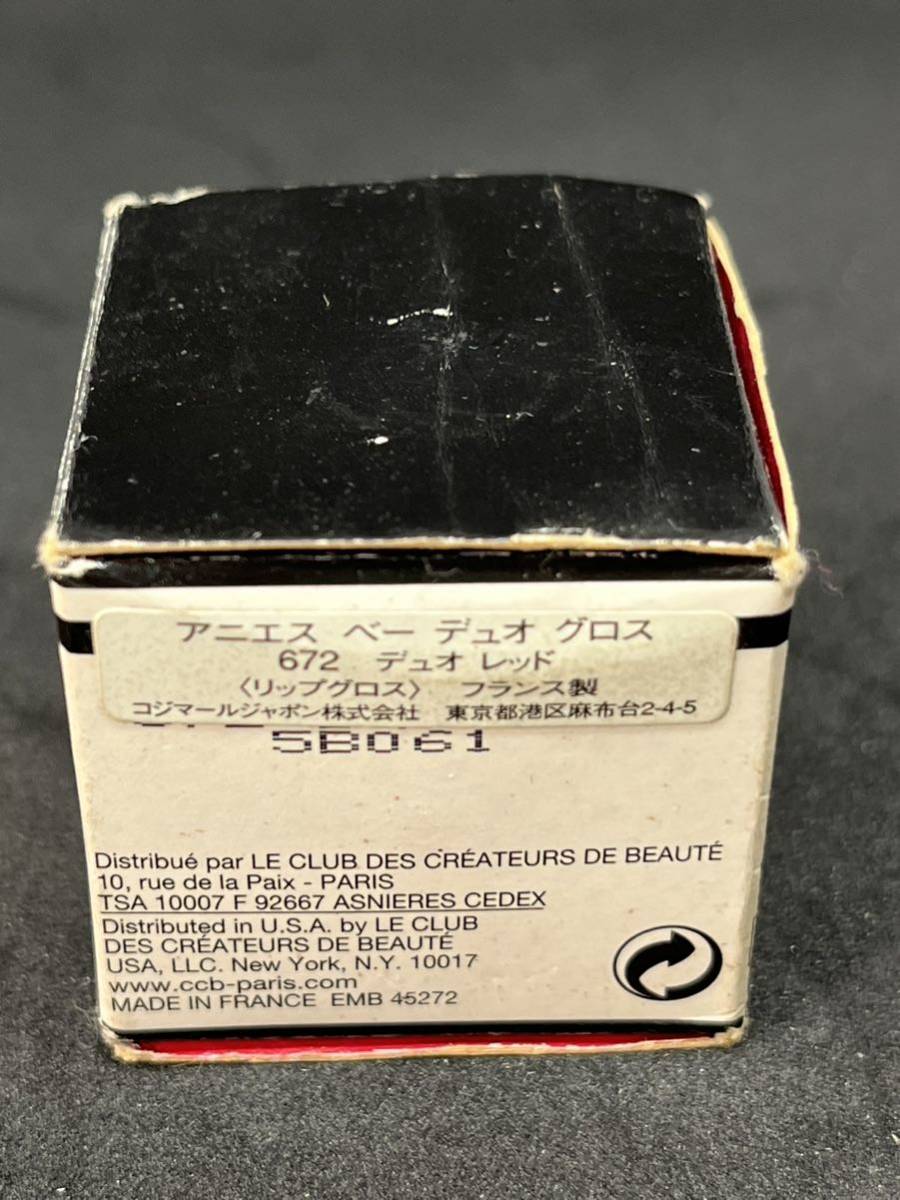 アニエス ベー デュオ グロス
672 デュオ レッド
〈リップグロス〉 フランス製
コジマールジャポン株式会社 東京都港区麻布台2-4-5
5B061
Distribué par LE CLUB DES CRÉATEURS DE BEAUTÉ
10, rue de la Paix - PARIS
TSA 10007 F 92667 ASNIERES CEDEX
Distributed in U.S.A. by LE CLUB
DES CRÉATEURS DE BEAUTÉ
USA, LLC. New York, N.Y. 10017
www.ccb-paris.com
MADE IN FRANCE EMB 45272